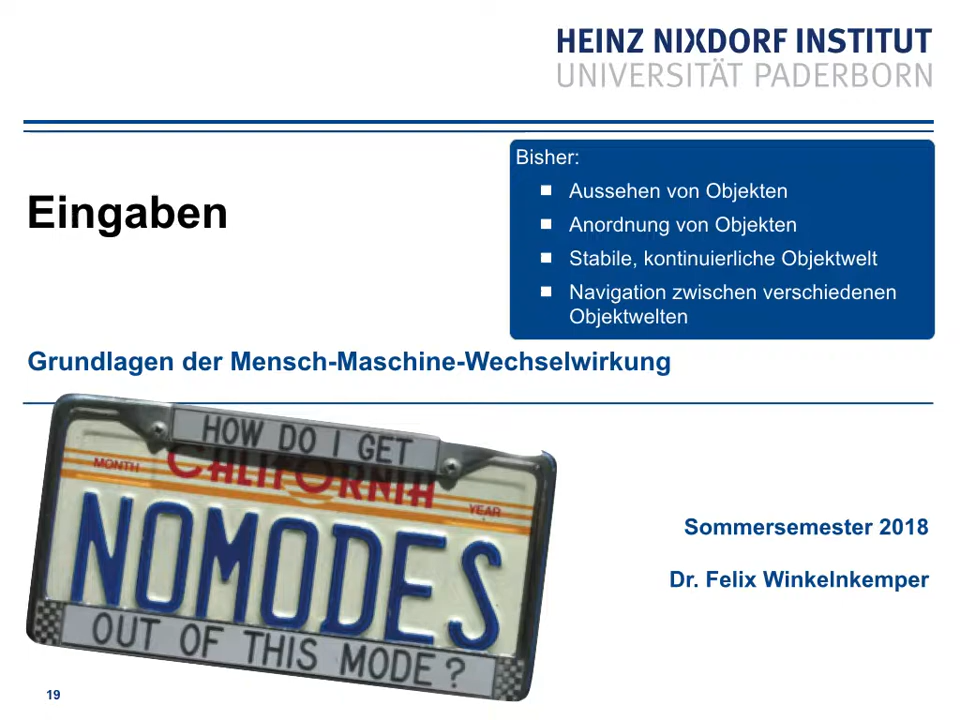 HEINZ NIXDORF INSTITUT
UNIVERSITÄT PADERBORN
Bisher:
Aussehen von Objekten
Anordnung von Objekten
Stabile, kontinuierliche Objektwelt
Navigation zwischen verschiedenen
Objektwelten
Eingaben
Grundlagen der Mensch-Maschine-Wechselwirkung
HOW DO I GET
CALIFORNIA
MONTH
YEAR
NOMODES
OUT OF THIS MODE?
Sommersemester 2018
Dr. Felix Winkelnkemper
19